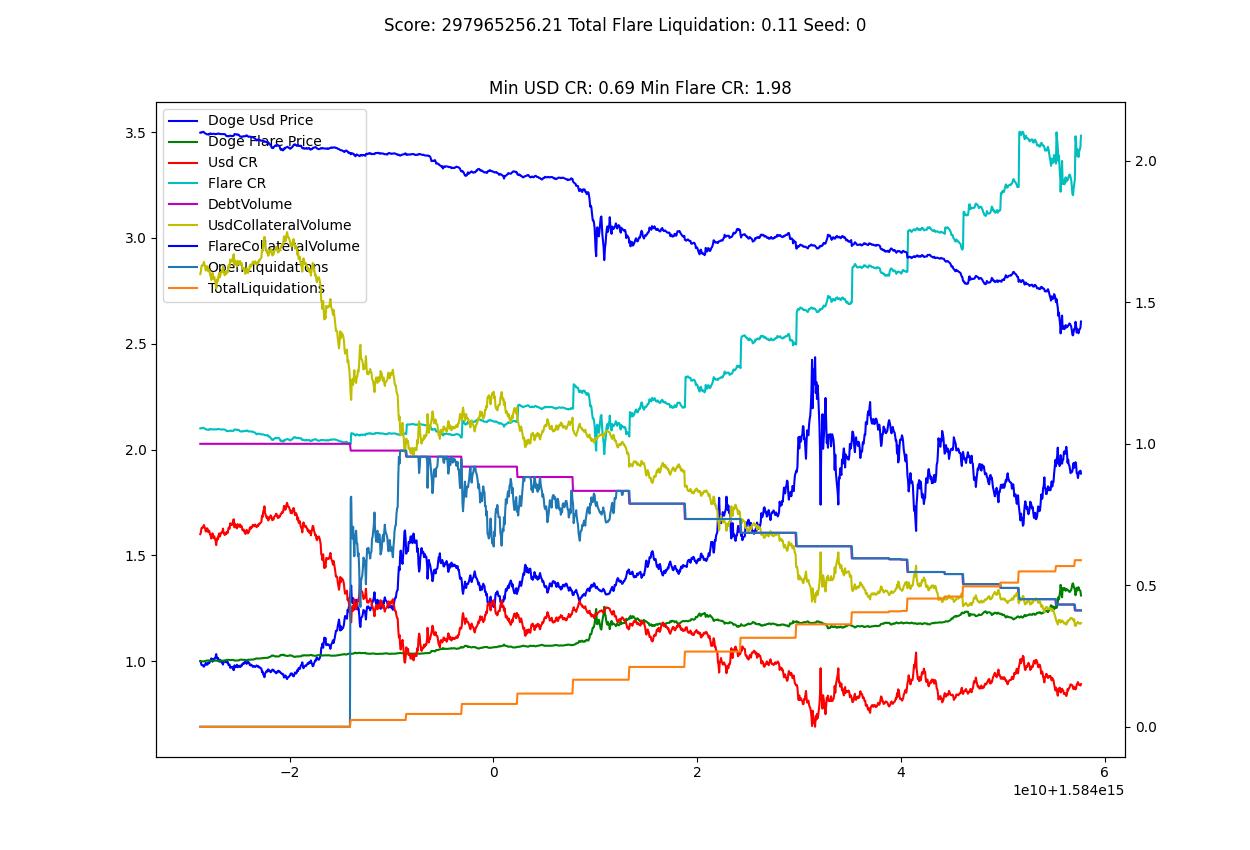 Score: 297965256.21 Total Flare Liquidation: 0.11 Seed: 0
Min USD CR: 0.69 Min Flare CR: 1.98
Doge Usd Price
Doge Flare Price
Usd CR
Flare CR
DebtVolume
UsdCollateralVolume
FlareCollateralVolume
OpenLiquidations
TotalLiquidations
3.5
3.0
2.5
2.0
1.5
1.0
2.0
1.5
1.0
0.5
0.0
−2
0
2
4
6
1e10+1.584e15